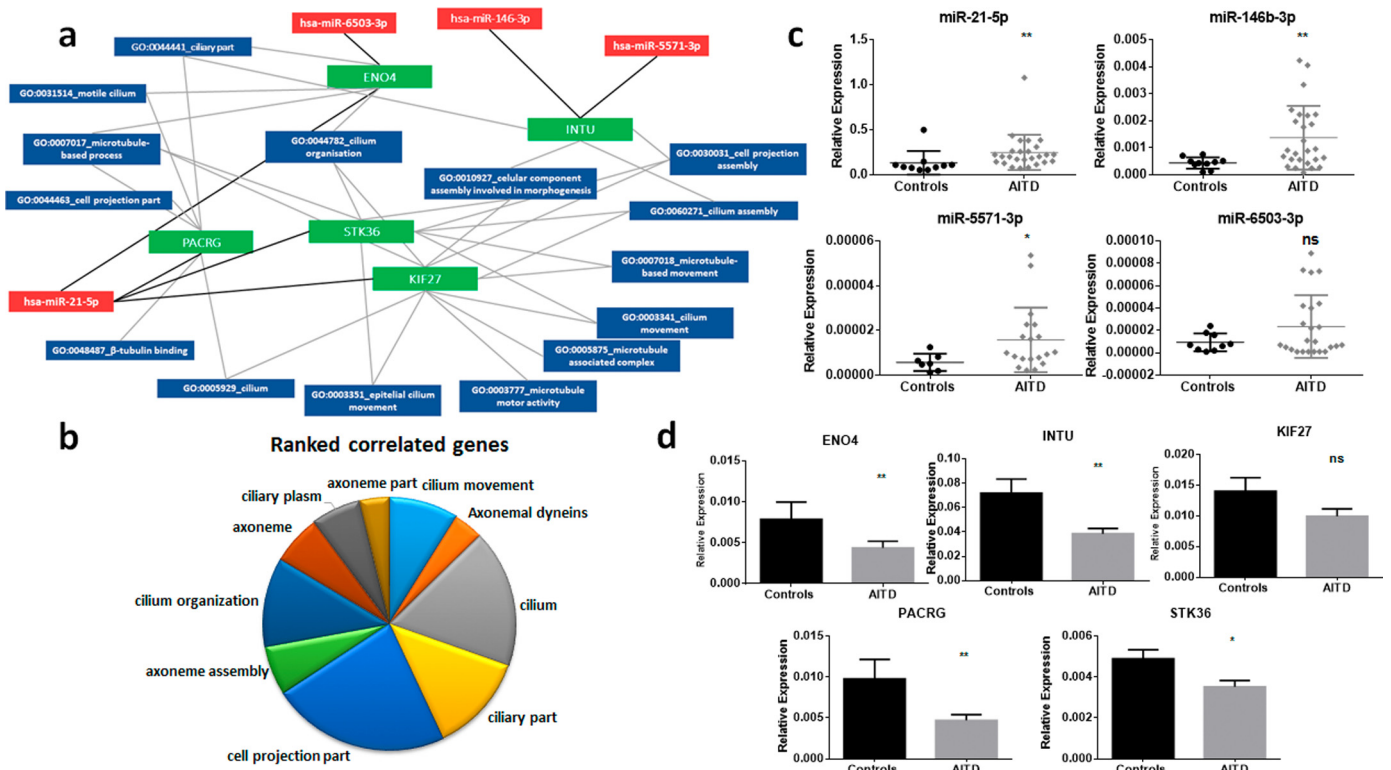 a
hsa-miR-6503-3p
hsa-miR-146-3p
hsa-miR-5571-3p
GO:0044441_ciliary part
ENO4
GO:0031514_motile cilium
INTU
GO:0007017_microtubule-
based process
GO:0044782_cilium
organisation
GO:0030031_cell projection
assembly
GO:0010927_celular component
assembly involved in morphogenesis
GO:0044463_cell projection part
GO:0060271_cilium assembly
PACRG
STK36
KIF27
GO:0007018_microtubule-
based movement
hsa-miR-21-5p
GO:0003341_cilium
movement
GO:0048487_β-tubulin binding
GO:0005875_microtubule
associated complex
GO:0005929_cilium
GO:0003351_epitelial cilium
movement
GO:0003777_microtubule
motor activity
b
Ranked correlated genes
axoneme part
cilium movement
ciliary plasm
Axonemal dyneins
axoneme
cilium
cilium organization
axoneme assembly
ciliary part
cell projection part
c
miR-21-5p
**
Relative Expression
1.5
1.0
0.5
0.0
Controls
AITD
miR-146b-3p
**
Relative Expression
0.005
0.004
0.003
0.002
0.001
0.000
Controls
AITD
miR-5571-3p
*
Relative Expression
0.00006
0.00004
0.00002
0.00000
Controls
AITD
miR-6503-3p
ns
Relative Expression
0.00010
0.00008
0.00006
0.00004
0.00002
0.00000
-0.00002
Controls
AITD
d
ENO4
**
Relative Expression
0.015
0.010
0.005
0.000
Controls
AITD
INTU
**
Relative Expression
0.10
0.08
0.06
0.04
0.02
0.00
Controls
AITD
KIF27
ns
Relative Expression
0.020
0.015
0.010
0.005
0.000
Controls
AITD
PACRG
**
Relative Expression
0.015
0.010
0.005
0.000
Controls
AITD
STK36
*
Relative Expression
0.006
0.004
0.002
0.000
Controls
AITD